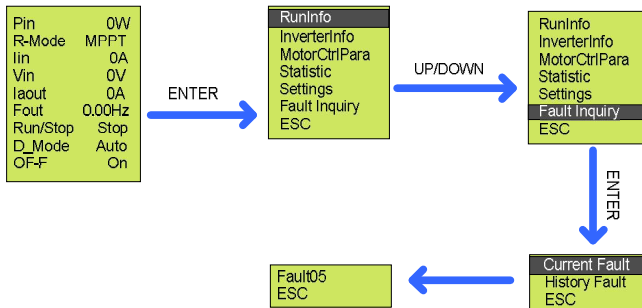 Pin 0W
R-Mode MPPT
Iin 0A
Vin 0V
Iaout 0A
Fout 0.00Hz
Run/Stop Stop
D_Mode Auto
OF-F On
ENTER
RunInfo
InverterInfo
MotorCtrlPara
Statistic
Settings
Fault Inquiry
ESC
UP/DOWN
RunInfo
InverterInfo
MotorCtrlPara
Statistic
Settings
Fault Inquiry
ESC
ENTER
Current Fault
History Fault
ESC
Fault05
ESC